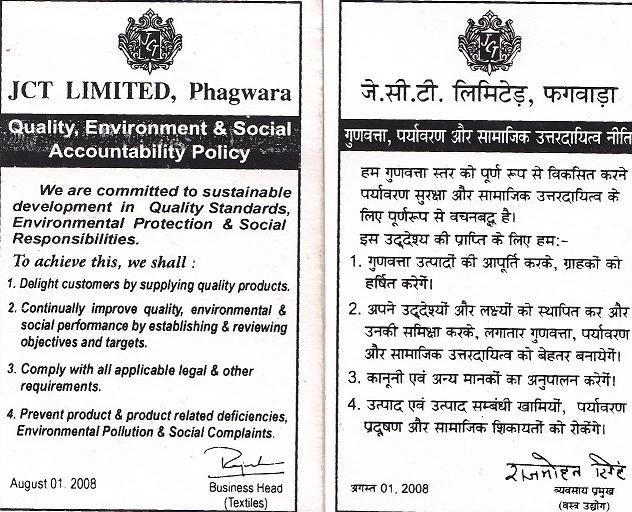 JCT
JCT LIMITED, Phagwara
Quality, Environment & Social
Accountability Policy
We are committed to sustainable
development in Quality Standards,
Environmental Protection & Social
Responsibilities.
To achieve this, we shall :
1. Delight customers by supplying quality products.
2. Continually improve quality, environmental &
social performance by establishing & reviewing
objectives and targets.
3. Comply with all applicable legal & other
requirements.
4. Prevent product & product related deficiencies,
Environmental Pollution & Social Complaints.
August 01. 2008
Business Head
(Textiles)
JCT
जे.सी.टी. लिमिटेड़, फगवाड़ा
गुणवत्ता, पर्यावरण और सामाजिक उत्तरदायित्व नीति
हम गुणवत्ता स्तर को पूर्ण रूप से विकसित करने
पर्यावरण सुरक्षा और सामाजिक उत्तरदायित्व के
लिए पूर्णरूप से वचनबद्ध है।
इस उद्देश्य की प्राप्ति के लिए हम:-
1. गुणवत्ता उत्पादों की आपूर्ति करके, ग्राहकों को
हर्षित करेगें।
2. अपने उद्देश्यों और लक्ष्यों को स्थापित कर और
उनकी समिक्षा करके, लगातार गुणवत्ता, पर्यावरण
और सामाजिक उत्तरदायित्व को बेहतर बनायेगें।
3. कानूनी एवं अन्य मानकों का अनुपालन करेगें।
4. उत्पाद एवं उत्पाद सम्बंधी खामियों, पर्यावरण
प्रदूषण और सामाजिक शिकायतों को रोकेंगे।
राजमोहन सिंह
अगस्त 01, 2008
व्यवसाय प्रमुख
(वस्त्र उद्योग)